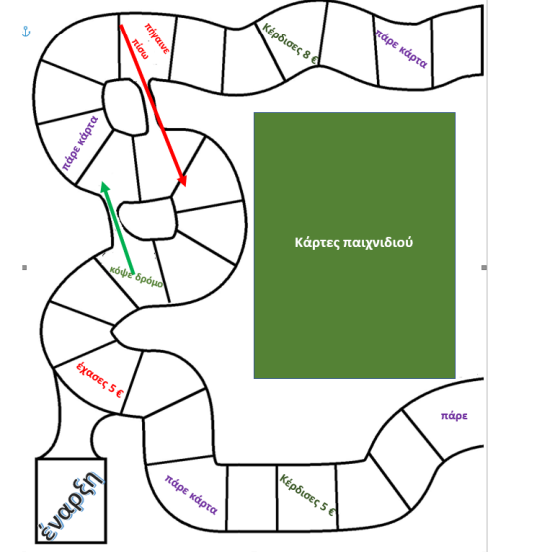 πήγαινε
πίσω
Κέρδισες 8 €
πάρε κάρτα
πάρε κάρτα
Κάρτες παιχνιδιού
κόψε δρόμο
έχασες 5 €
πάρε
έναρξη
πάρε κάρτα
Κέρδισες 5 €